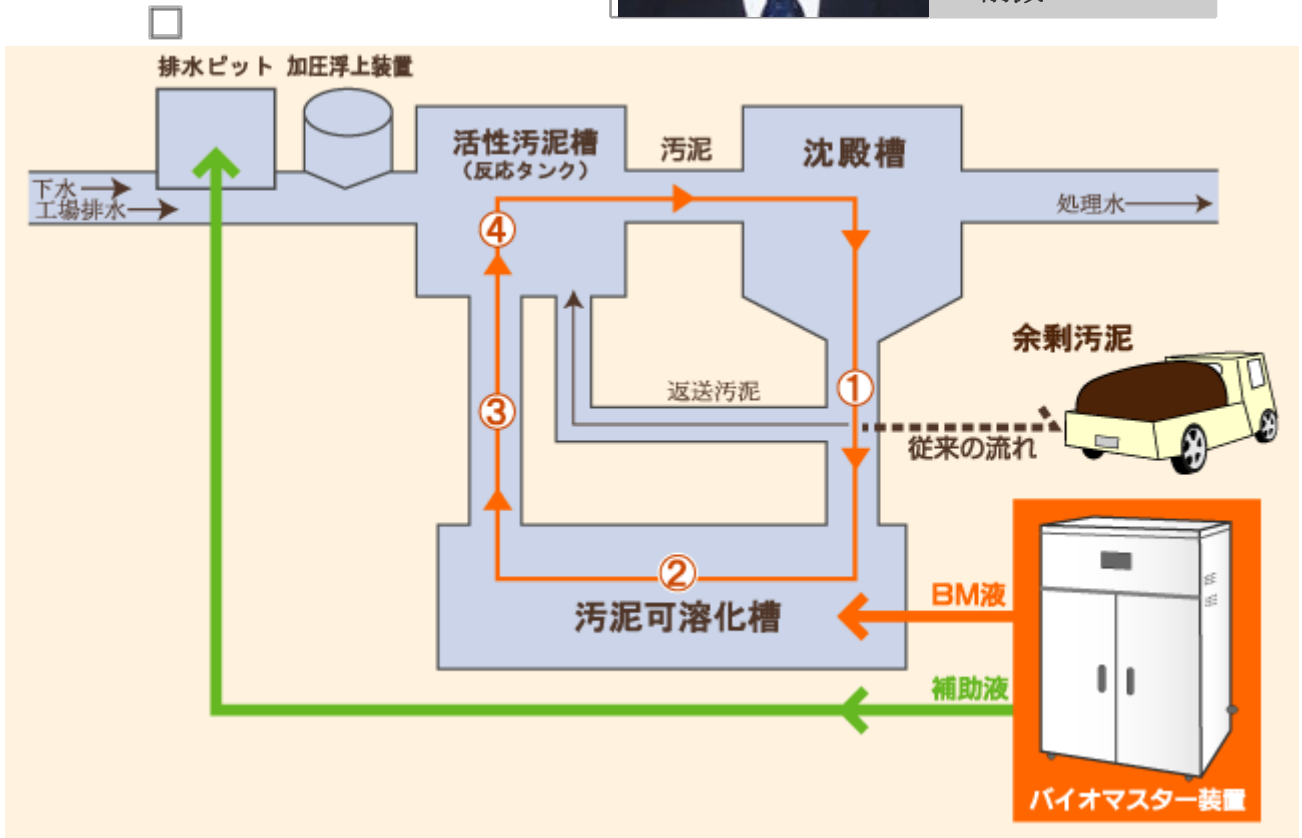 排水ピット 加圧浮上装置
活性汚泥槽
(反応タンク)
汚泥
沈殿槽
下水
工場排水
処理水
④
余剰汚泥
返送汚泥
①
③
従来の流れ
②
汚泥可溶化槽
BM液
補助液
バイオマスター装置